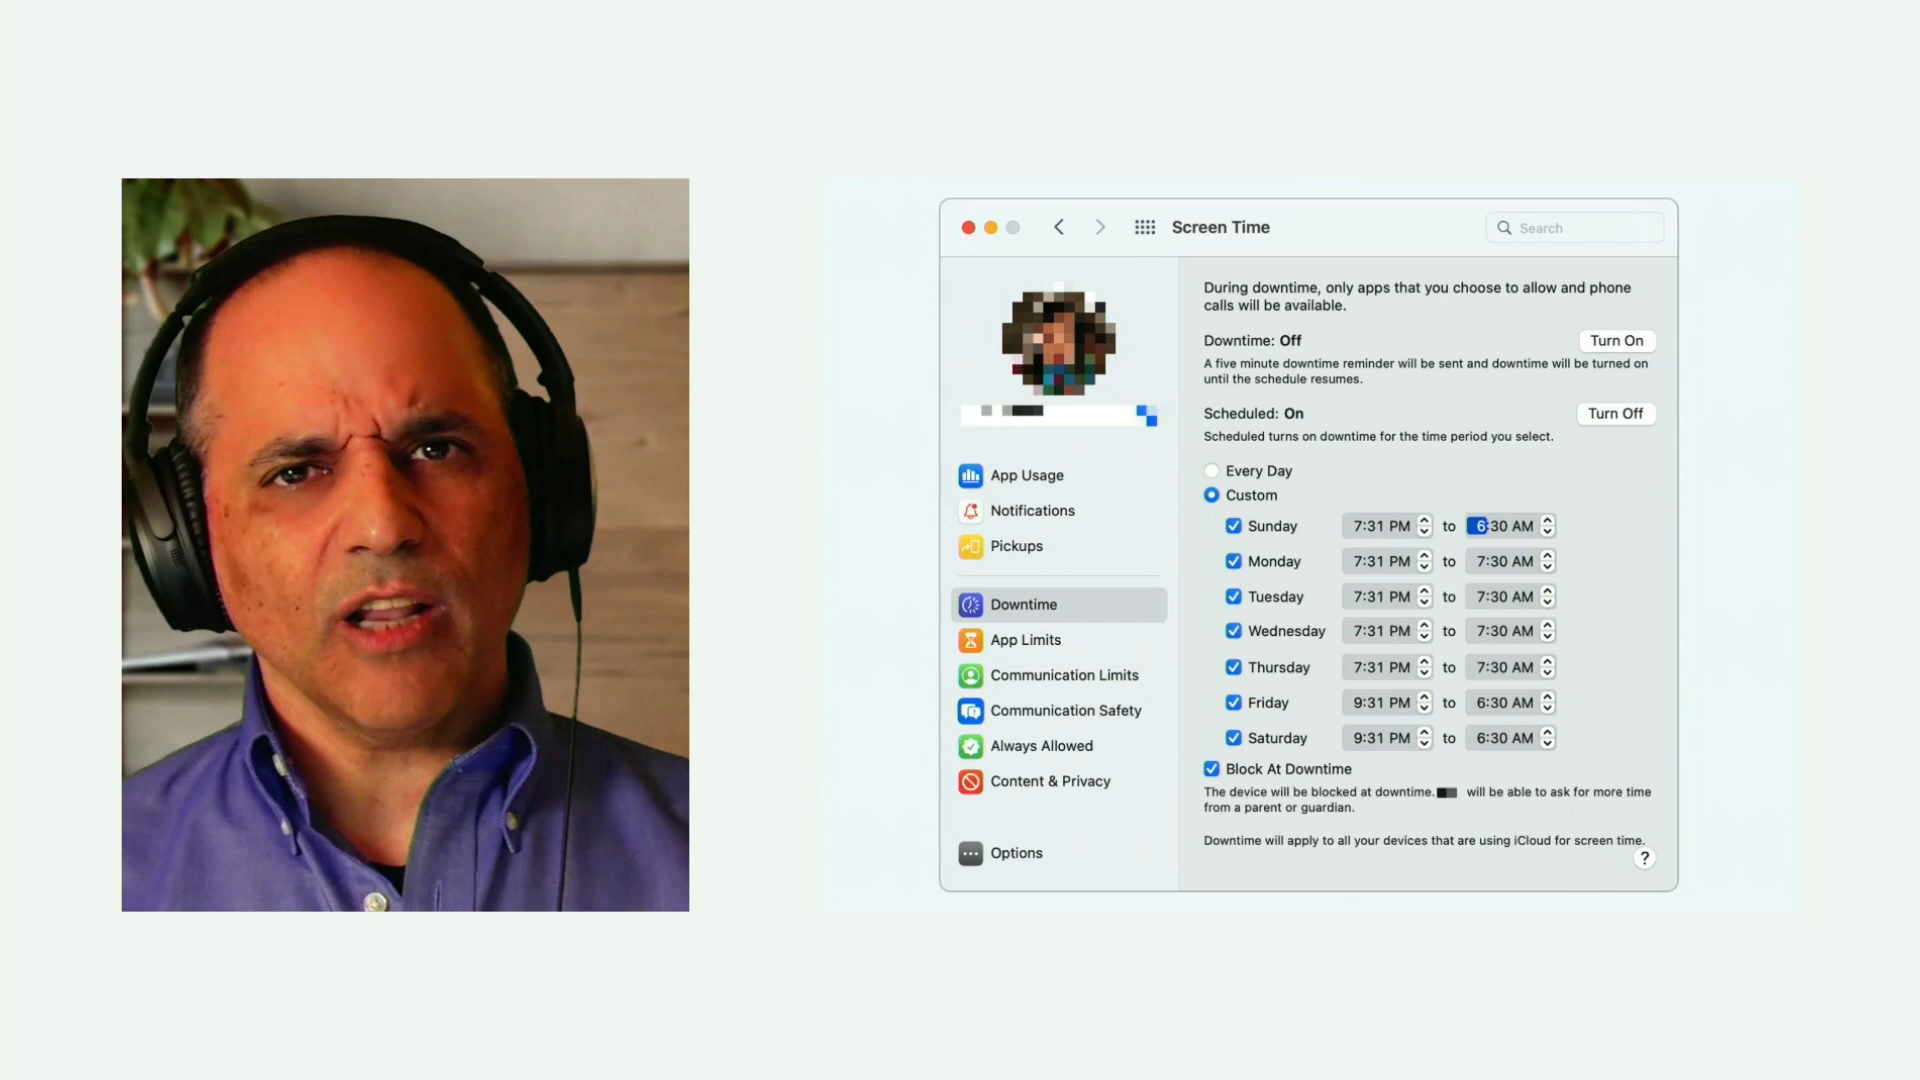 Screen Time
Search
During downtime, only apps that you choose to allow and phone
calls will be available.
Downtime: Off
Turn On
A five minute downtime reminder will be sent and downtime will be turned on
until the schedule resumes.
Scheduled: On
Turn Off
Scheduled turns on downtime for the time period you select.
App Usage
Notifications
Pickups
Downtime
App Limits
Communication Limits
Communication Safety
Always Allowed
Content & Privacy
Options
Every Day
Custom
Sunday 7:31 PM to 6:30 AM
Monday 7:31 PM to 7:30 AM
Tuesday 7:31 PM to 7:30 AM
Wednesday 7:31 PM to 7:30 AM
Thursday 7:31 PM to 7:30 AM
Friday 9:31 PM to 6:30 AM
Saturday 9:31 PM to 6:30 AM
Block At Downtime
The device will be blocked at downtime. will be able to ask for more time
from a parent or guardian.
Downtime will apply to all your devices that are using iCloud for screen time.
?